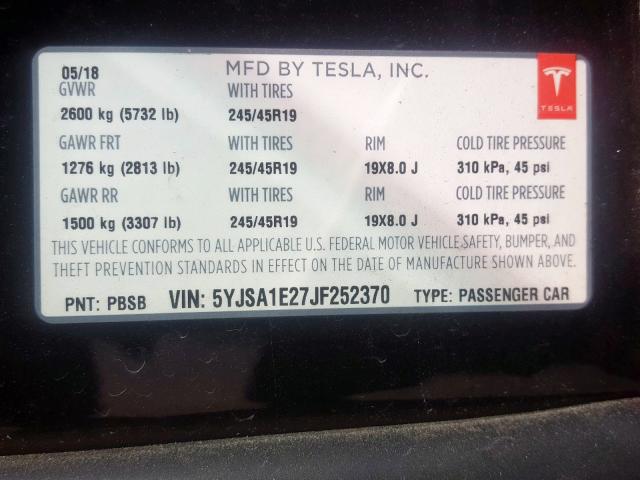 05/18 MFD BY TESLA, INC.
TESLA
GVWR WITH TIRES
2600 kg (5732 lb) 245/45R19
GAWR FRT WITH TIRES RIM COLD TIRE PRESSURE
1276 kg (2813 lb) 245/45R19 19X8.0 J 310 kPa, 45 psi
GAWR RR WITH TIRES RIM COLD TIRE PRESSURE
1500 kg (3307 lb) 245/45R19 19X8.0 J 310 kPa, 45 psi
THIS VEHICLE CONFORMS TO ALL APPLICABLE U.S. FEDERAL MOTOR VEHICLE SAFETY, BUMPER, AND
THEFT PREVENTION STANDARDS IN EFFECT ON THE DATE OF MANUFACTURE SHOWN ABOVE.
PNT: PBSB VIN: 5YJSA1E27JF252370 TYPE: PASSENGER CAR